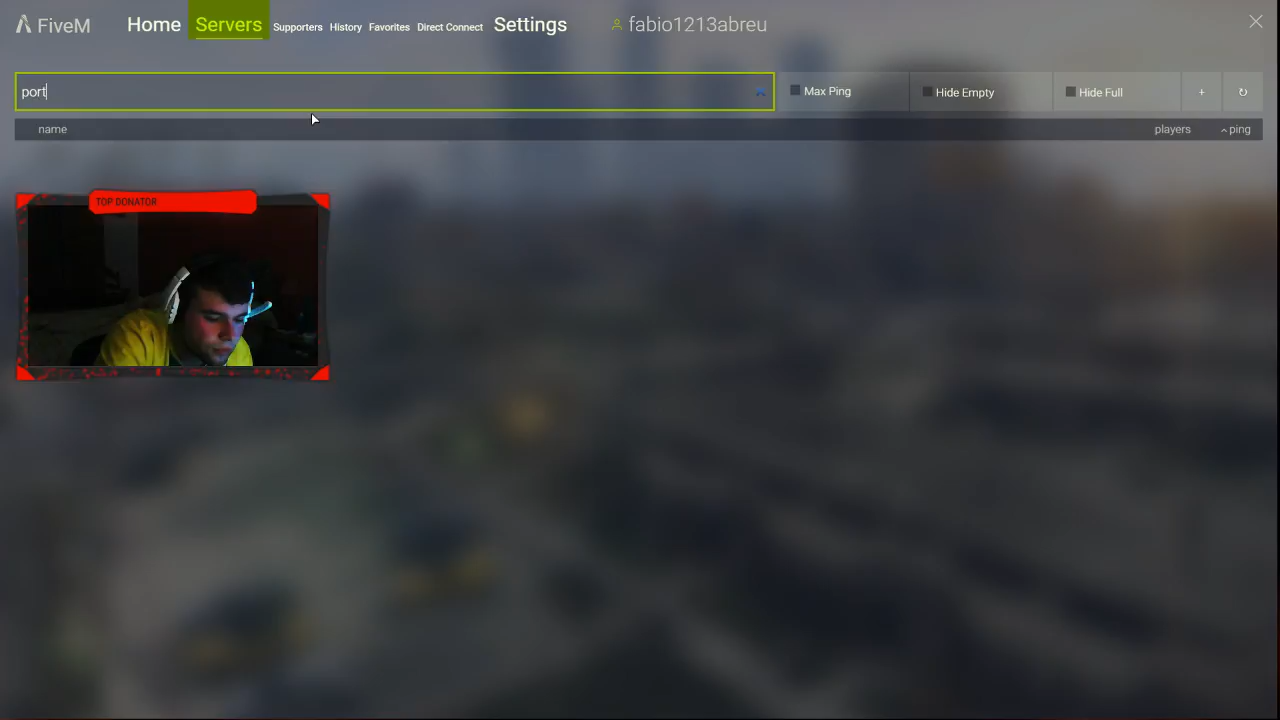 FiveM Home Servers Supporters History Favorites Direct Connect Settings fabio1213abreu
port Max Ping Hide Empty Hide Full +
name players ping
TOP DONATOR